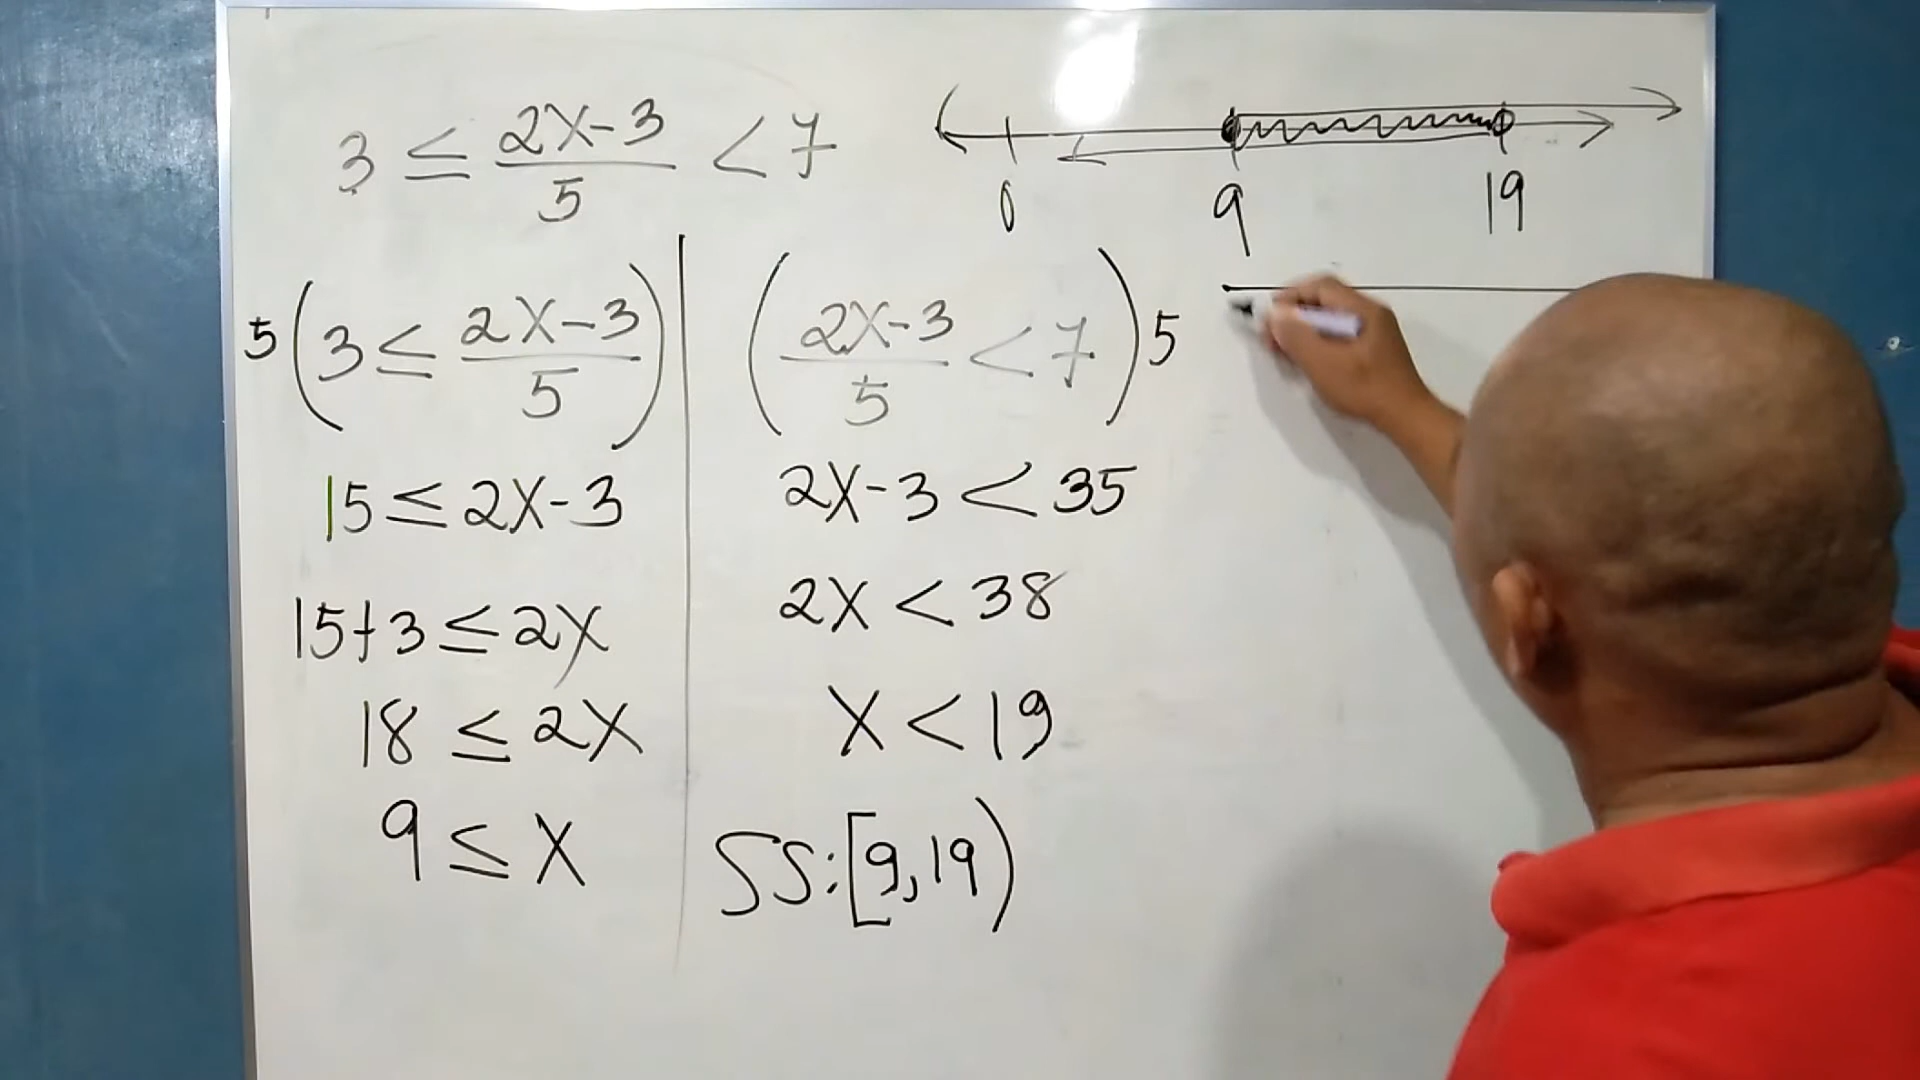 3 ≤ (2X-3)/5 < 7
0 9 19
5(3 ≤ (2X-3)/5)
15 ≤ 2X-3
15+3 ≤ 2X
18 ≤ 2X
9 ≤ X
((2X-3)/5 < 7)5
2X-3 < 35
2X < 38
X < 19
SS:[9,19)